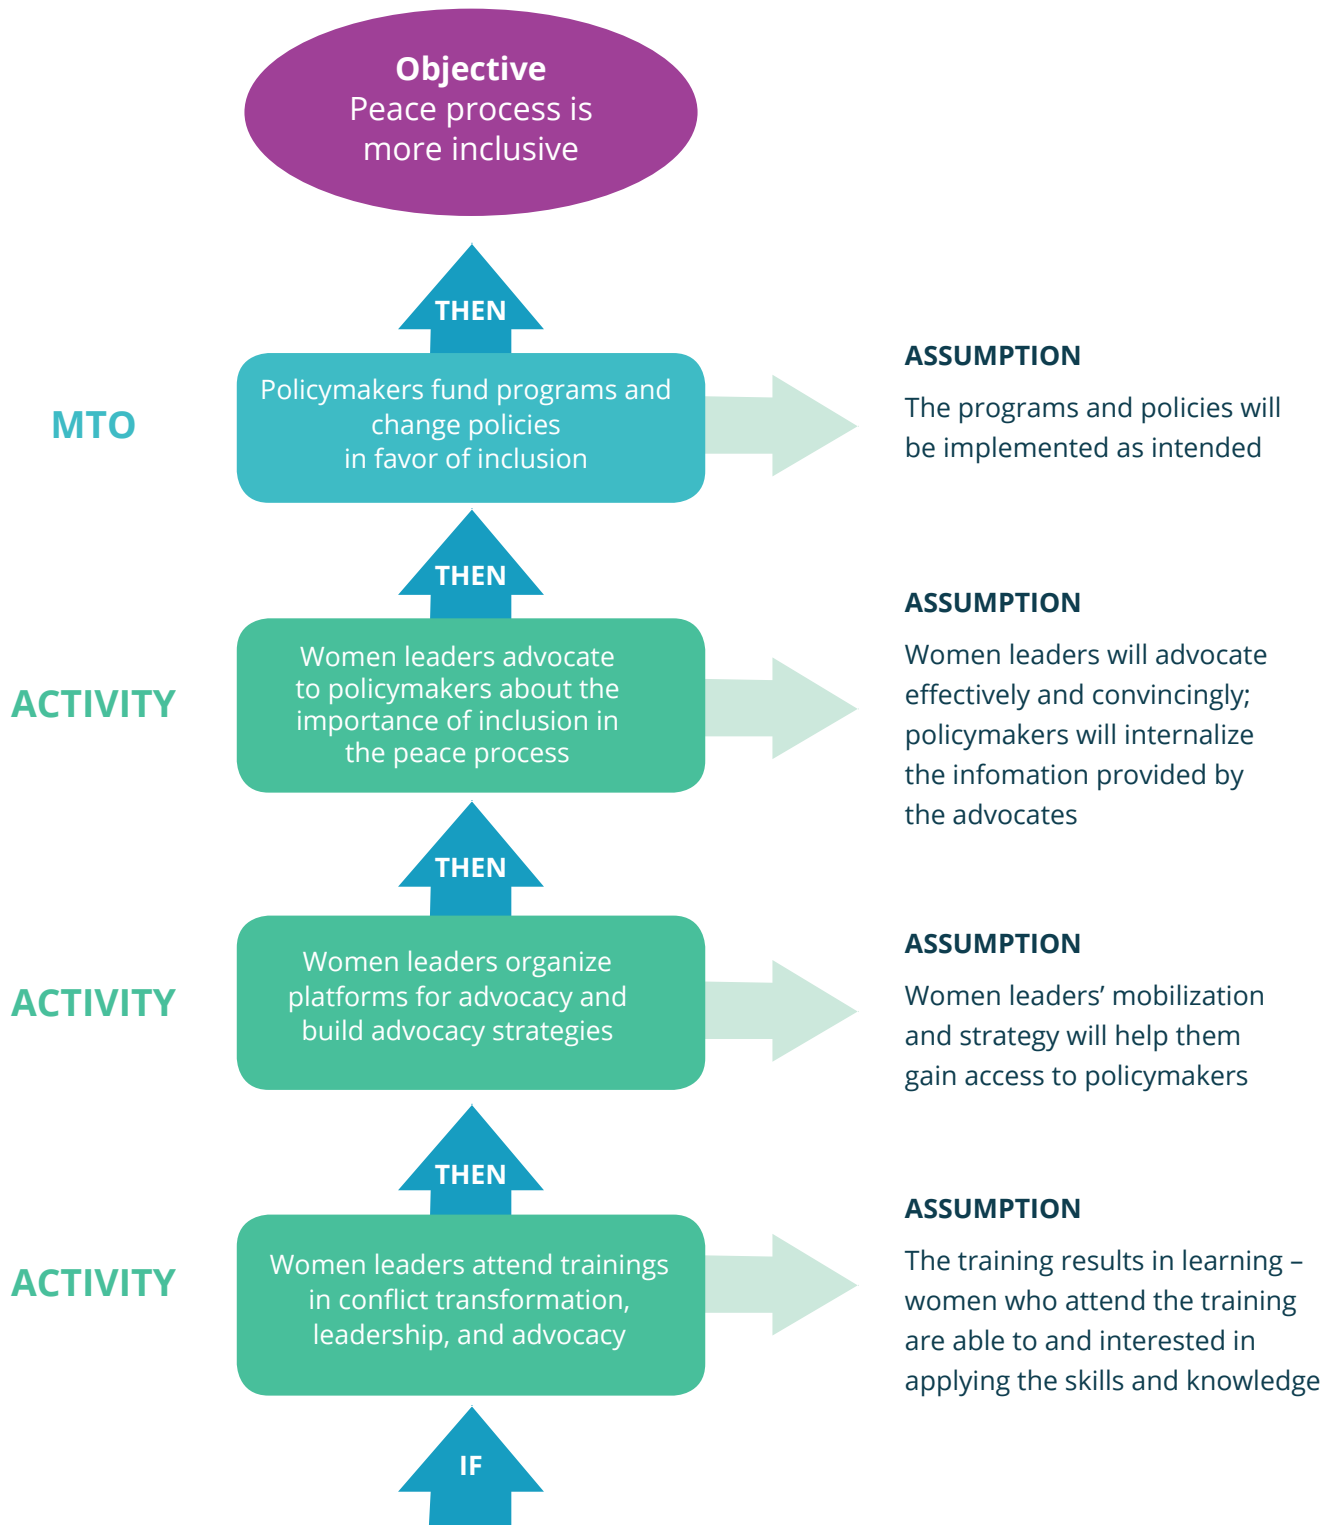 Objective
Peace process is
more inclusive
THEN
MTO
Policymakers fund programs and
change policies
in favor of inclusion
ASSUMPTION
The programs and policies will
be implemented as intended
THEN
ACTIVITY
Women leaders advocate
to policymakers about the
importance of inclusion in
the peace process
ASSUMPTION
Women leaders will advocate
effectively and convincingly;
policymakers will internalize
the infomation provided by
the advocates
THEN
ACTIVITY
Women leaders organize
platforms for advocacy and
build advocacy strategies
ASSUMPTION
Women leaders’ mobilization
and strategy will help them
gain access to policymakers
THEN
ACTIVITY
Women leaders attend trainings
in conflict transformation,
leadership, and advocacy
ASSUMPTION
The training results in learning –
women who attend the training
are able to and interested in
applying the skills and knowledge
IF